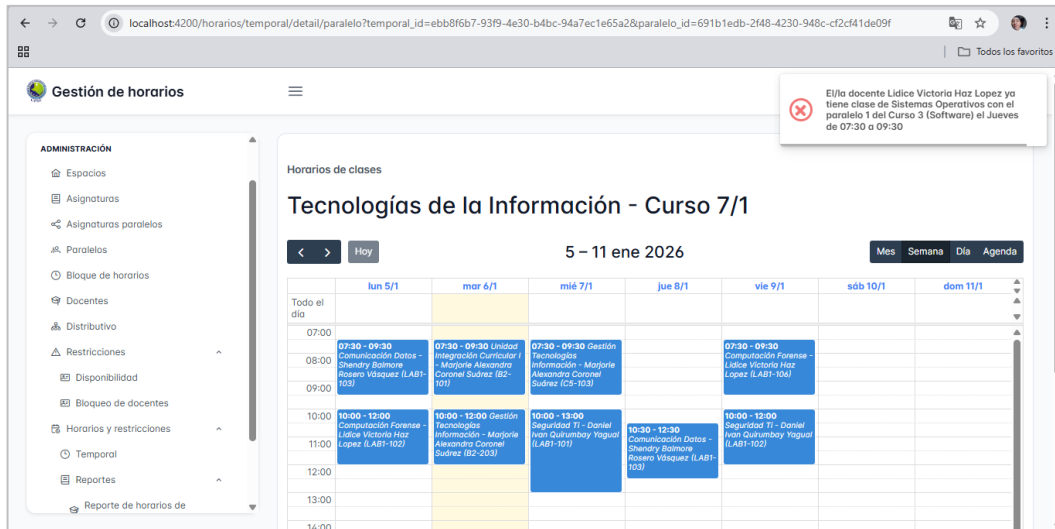 localhost:4200/horarios/temporal/detail/paralelo?temporal_id=ebb8f6b7-93f9-4e30-b4bc-94a7ec1e65a2&paralelo_id=691b1edb-2f48-4230-948c-cf2cf41de09f
Todos los favoritos
Gestión de horarios
El/la docente Lidice Victoria Haz Lopez ya
tiene clase de Sistemas Operativos con el
paralelo 1 del Curso 3 (Software) el Jueves
de 07:30 a 09:30
ADMINISTRACIÓN
Espacios
Asignaturas
Asignaturas paralelos
Paralelos
Bloque de horarios
Docentes
Distributivo
Restricciones
Disponibilidad
Bloqueo de docentes
Horarios y restricciones
Temporal
Reportes
Reporte de horarios de
Horarios de clases
Tecnologías de la Información - Curso 7/1
Hoy
5 – 11 ene 2026
Mes Semana Día Agenda
lun 5/1 mar 6/1 mié 7/1 jue 8/1 vie 9/1 sáb 10/1 dom 11/1
Todo el
día
07:00
08:00
09:00
10:00
11:00
12:00
13:00
14:00
07:30 - 09:30
Comunicación Datos -
Shendry Balmore
Rosero Vásquez (LAB1-
103)
10:00 - 12:00
Computación Forense -
Lidice Victoria Haz
Lopez (LAB1-102)
07:30 - 09:30 Unidad
Integración Curricular I
- Marjorie Alexandra
Coronel Suárez (B2-
101)
10:00 - 12:00 Gestión
Tecnologías
Información - Marjorie
Alexandra Coronel
Suárez (B2-203)
07:30 - 09:30 Gestión
Tecnologías
Información - Marjorie
Alexandra Coronel
Suárez (C5-103)
10:00 - 13:00
Seguridad TI - Daniel
Ivan Quirumbay Yagual
(LAB1-101)
10:30 - 12:30
Comunicación Datos -
Shendry Balmore
Rosero Vásquez (LAB1-
103)
07:30 - 09:30
Computación Forense -
Lidice Victoria Haz
Lopez (LAB1-106)
10:00 - 12:00
Seguridad TI - Daniel
Ivan Quirumbay Yagual
(LAB1-102)